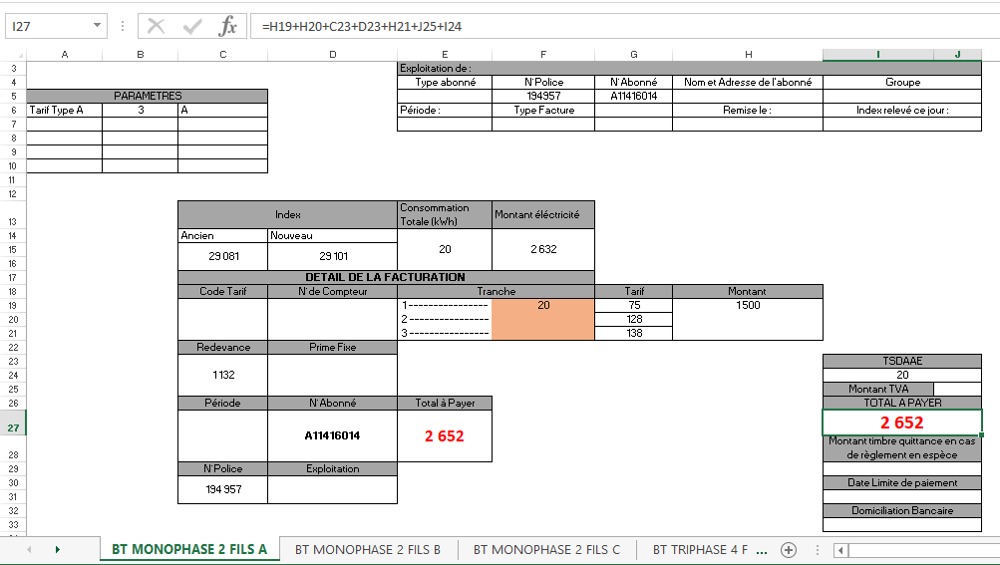 I27 fx =H19+H20+C23+D23+H21+J25+I24
A B C D E F G H I J
3 Exploitation de :
4 Type abonné N°Police N°Abonné Nom et Adresse de l'abonné Groupe
5 PARAMETRES 194957 A11416014
6 Tarif Type A 3 A Période : Type Facture Remise le : Index relevé ce jour :
7
8
9
10
11
12
13 Index Consommation Totale (kWh) Montant éléctricité
14 Ancien Nouveau
15 29 081 29 101 20 2 632
16
17 DETAIL DE LA FACTURATION
18 Code Tarif N°de Compteur Tranche Tarif Montant
19 1---------------- 20 75 1500
20 2---------------- 128
21 3---------------- 138
22 Redevance Prime Fixe
23 TSDAAE
24 1132 20
25 Montant TVA
26 Période N°Abonné Total à Payer TOTAL A PAYER
27 A11416014 2 652 2 652
28 Montant timbre quittance en cas de règlement en espèce
29 N°Police Exploitation
30 194 957 Date Limite de paiement
31
32 Domiciliation Bancaire
33
BT MONOPHASE 2 FILS A BT MONOPHASE 2 FILS B BT MONOPHASE 2 FILS C BT TRIPHASE 4 F ...